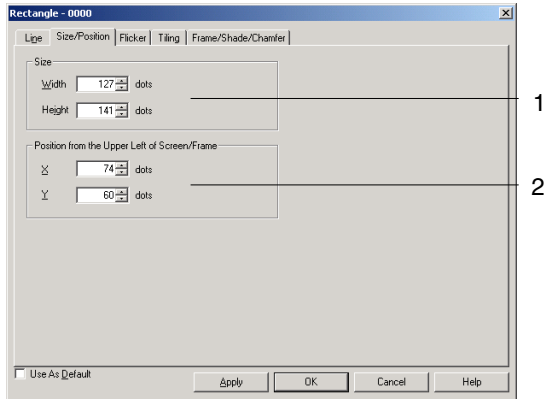 Rectangle - 0000
Line Size/Position Flicker Tiling Frame/Shade/Chamfer
Size
Width 127 dots
Height 141 dots
1
Position from the Upper Left of Screen/Frame
X 74 dots
Y 60 dots
2
Use As Default
Apply OK Cancel Help